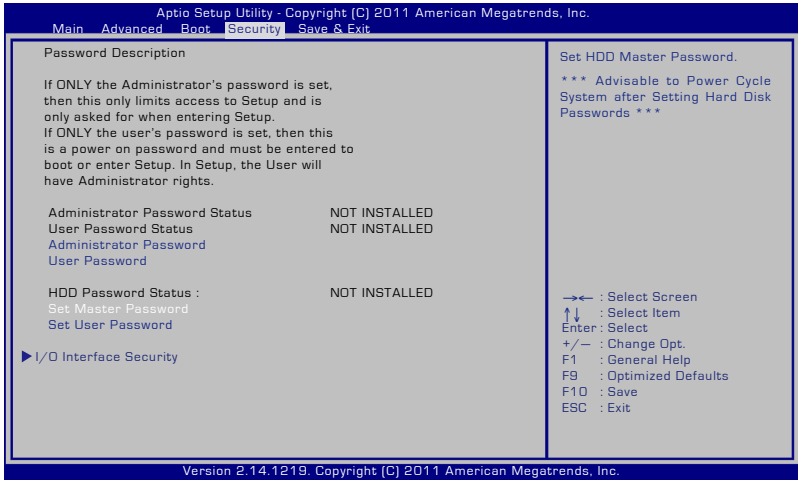 Aptio Setup Utility - Copyright (C) 2011 American Megatrends, Inc.
Main Advanced Boot Security Save & Exit
Password Description
If ONLY the Administrator's password is set,
then this only limits access to Setup and is
only asked for when entering Setup.
If ONLY the user's password is set, then this
is a power on password and must be entered to
boot or enter Setup. In Setup, the User will
have Administrator rights.
Administrator Password Status NOT INSTALLED
User Password Status NOT INSTALLED
Administrator Password
User Password
HDD Password Status : NOT INSTALLED
Set Master Password
Set User Password
▶ I/O Interface Security
Set HDD Master Password.
*** Advisable to Power Cycle
System after Setting Hard Disk
Passwords ***
→← : Select Screen
↑↓ : Select Item
Enter : Select
+/— : Change Opt.
F1 : General Help
F9 : Optimized Defaults
F10 : Save
ESC : Exit
Version 2.14.1219. Copyright (C) 2011 American Megatrends, Inc.